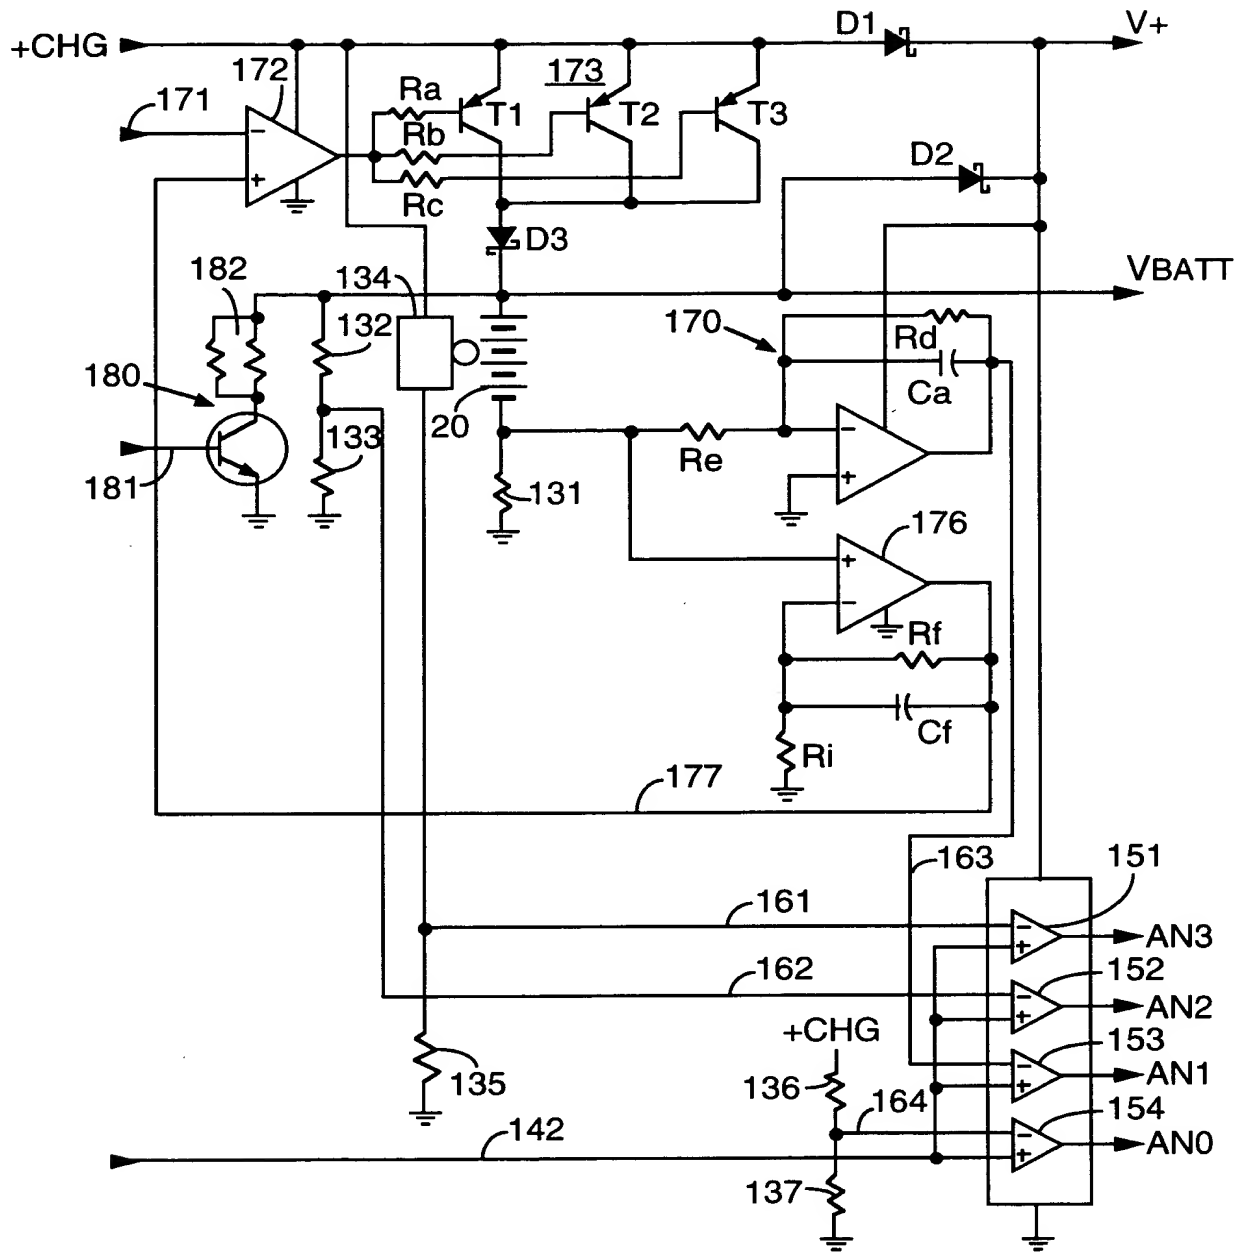 +CHG
D1
V+
172
173
171
Ra
T1
T2
T3
Rb
Rc
−
+
D2
D3
VBATT
182
134
132
170
Rd
Ca
180
20
133
Re
−
+
181
131
176
+
−
Rf
Cf
Ri
177
163
151
161
−
+
AN3
162
152
−
+
AN2
+CHG
153
−
+
AN1
135
136
164
154
142
−
+
AN0
137